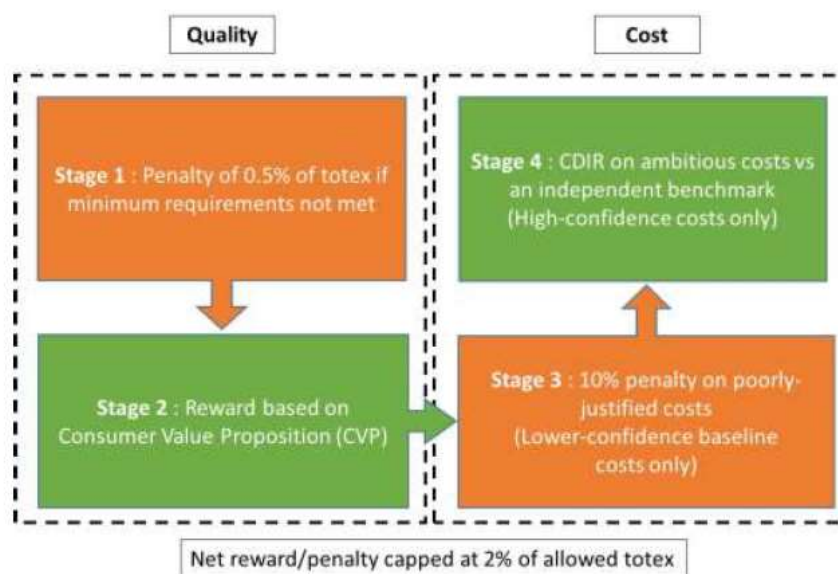 Quality
Cost
Stage 1 : Penalty of 0.5% of totex if
minimum requirements not met
Stage 2 : Reward based on
Consumer Value Proposition (CVP)
Stage 3 : 10% penalty on poorly-
justified costs
(Lower-confidence baseline
costs only)
Stage 4 : CDIR on ambitious costs vs
an independent benchmark
(High-confidence costs only)
Net reward/penalty capped at 2% of allowed totex